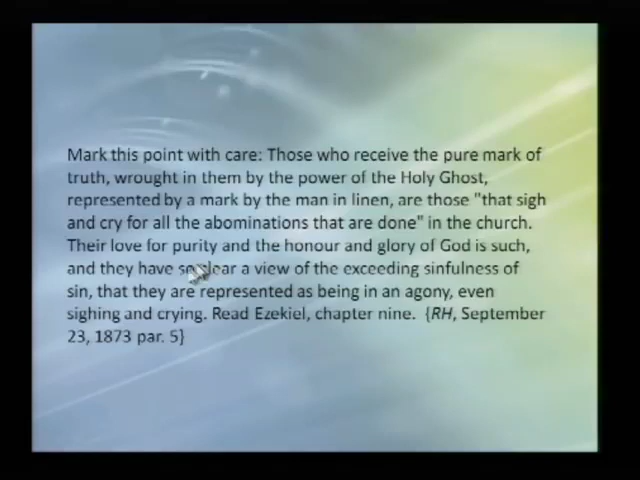 Mark this point with care: Those who receive the pure mark of
truth, wrought in them by the power of the Holy Ghost,
represented by a mark by the man in linen, are those "that sigh
and cry for all the abominations that are done" in the church.
Their love for purity and the honour and glory of God is such,
and they have so clear a view of the exceeding sinfulness of
sin, that they are represented as being in an agony, even
sighing and crying. Read Ezekiel, chapter nine. {RH, September
23, 1873 par. 5}